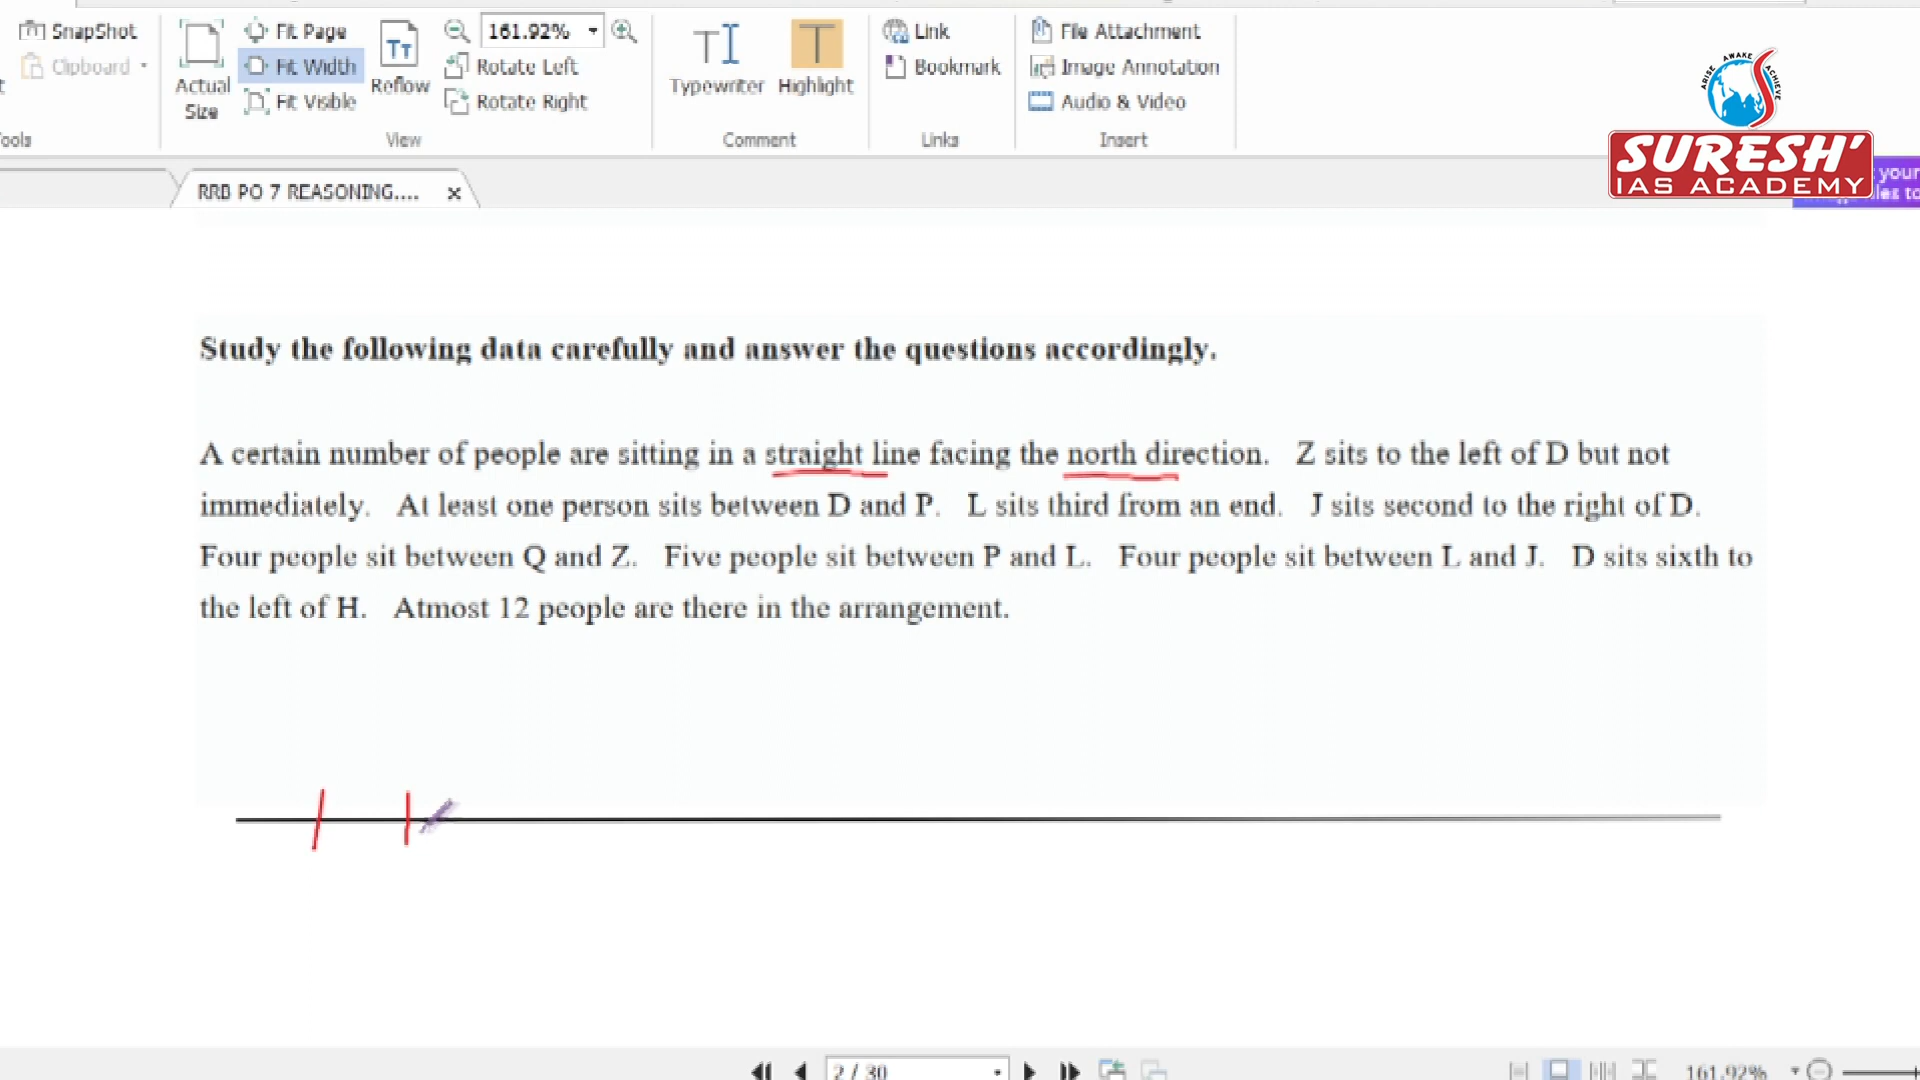 SnapShot
Clipboard
Actual Size
Fit Page
Fit Width
Fit Visible
Reflow
161.92%
Rotate Left
Rotate Right
View
Typewriter
Highlight
Comment
Link
Bookmark
Links
File Attachment
Image Annotation
Audio & Video
Insert
ARISE AWAKE ACHIEVE
SURESH'
IAS ACADEMY
your
RRB PO 7 REASONING....
Study the following data carefully and answer the questions accordingly.
A certain number of people are sitting in a straight line facing the north direction. Z sits to the left of D but not
immediately. At least one person sits between D and P. L sits third from an end. J sits second to the right of D.
Four people sit between Q and Z. Five people sit between P and L. Four people sit between L and J. D sits sixth to
the left of H. Atmost 12 people are there in the arrangement.
2 / 30
161.92%